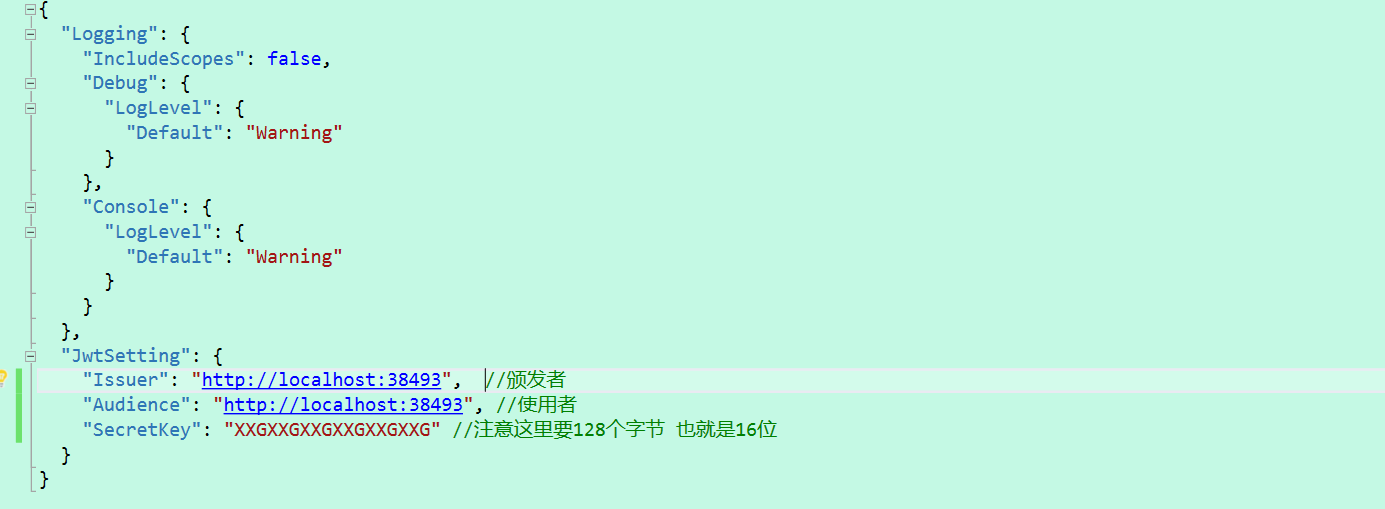 {
  "Logging": {
    "IncludeScopes": false,
    "Debug": {
      "LogLevel": {
        "Default": "Warning"
      }
    },
    "Console": {
      "LogLevel": {
        "Default": "Warning"
      }
    }
  },
  "JwtSetting": {
    "Issuer": "http://localhost:38493",  //颁发者
    "Audience": "http://localhost:38493", //使用者
    "SecretKey": "XXGXXGXXGXXGXXGXXG" //注意这里要128个字节 也就是16位
  }
}